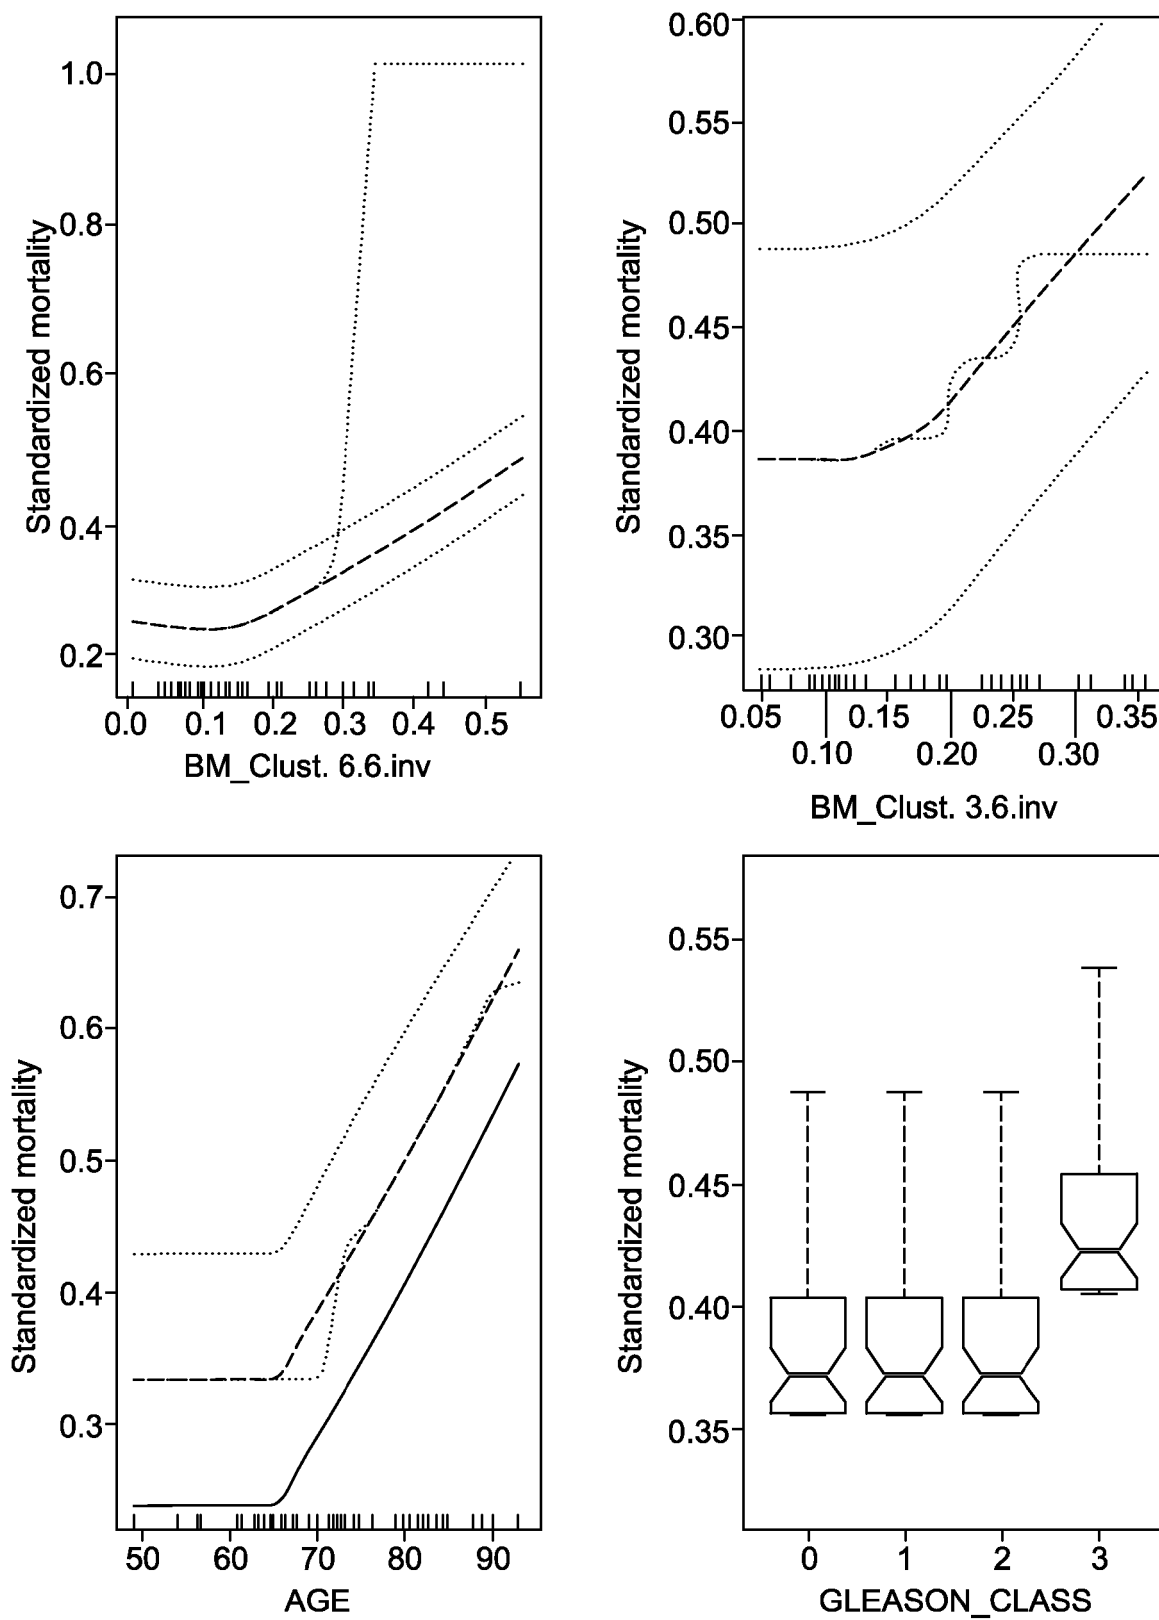 Standardized mortality
1.0
0.8
0.6
0.4
0.2
0.0 0.1 0.2 0.3 0.4 0.5
BM_Clust. 6.6.inv
Standardized mortality
0.60
0.55
0.50
0.45
0.40
0.35
0.30
0.05 0.15 0.25 0.35
0.10 0.20 0.30
BM_Clust. 3.6.inv
Standardized mortality
0.7
0.6
0.5
0.4
0.3
50 60 70 80 90
AGE
Standardized mortality
0.55
0.50
0.45
0.40
0.35
0 1 2 3
GLEASON_CLASS